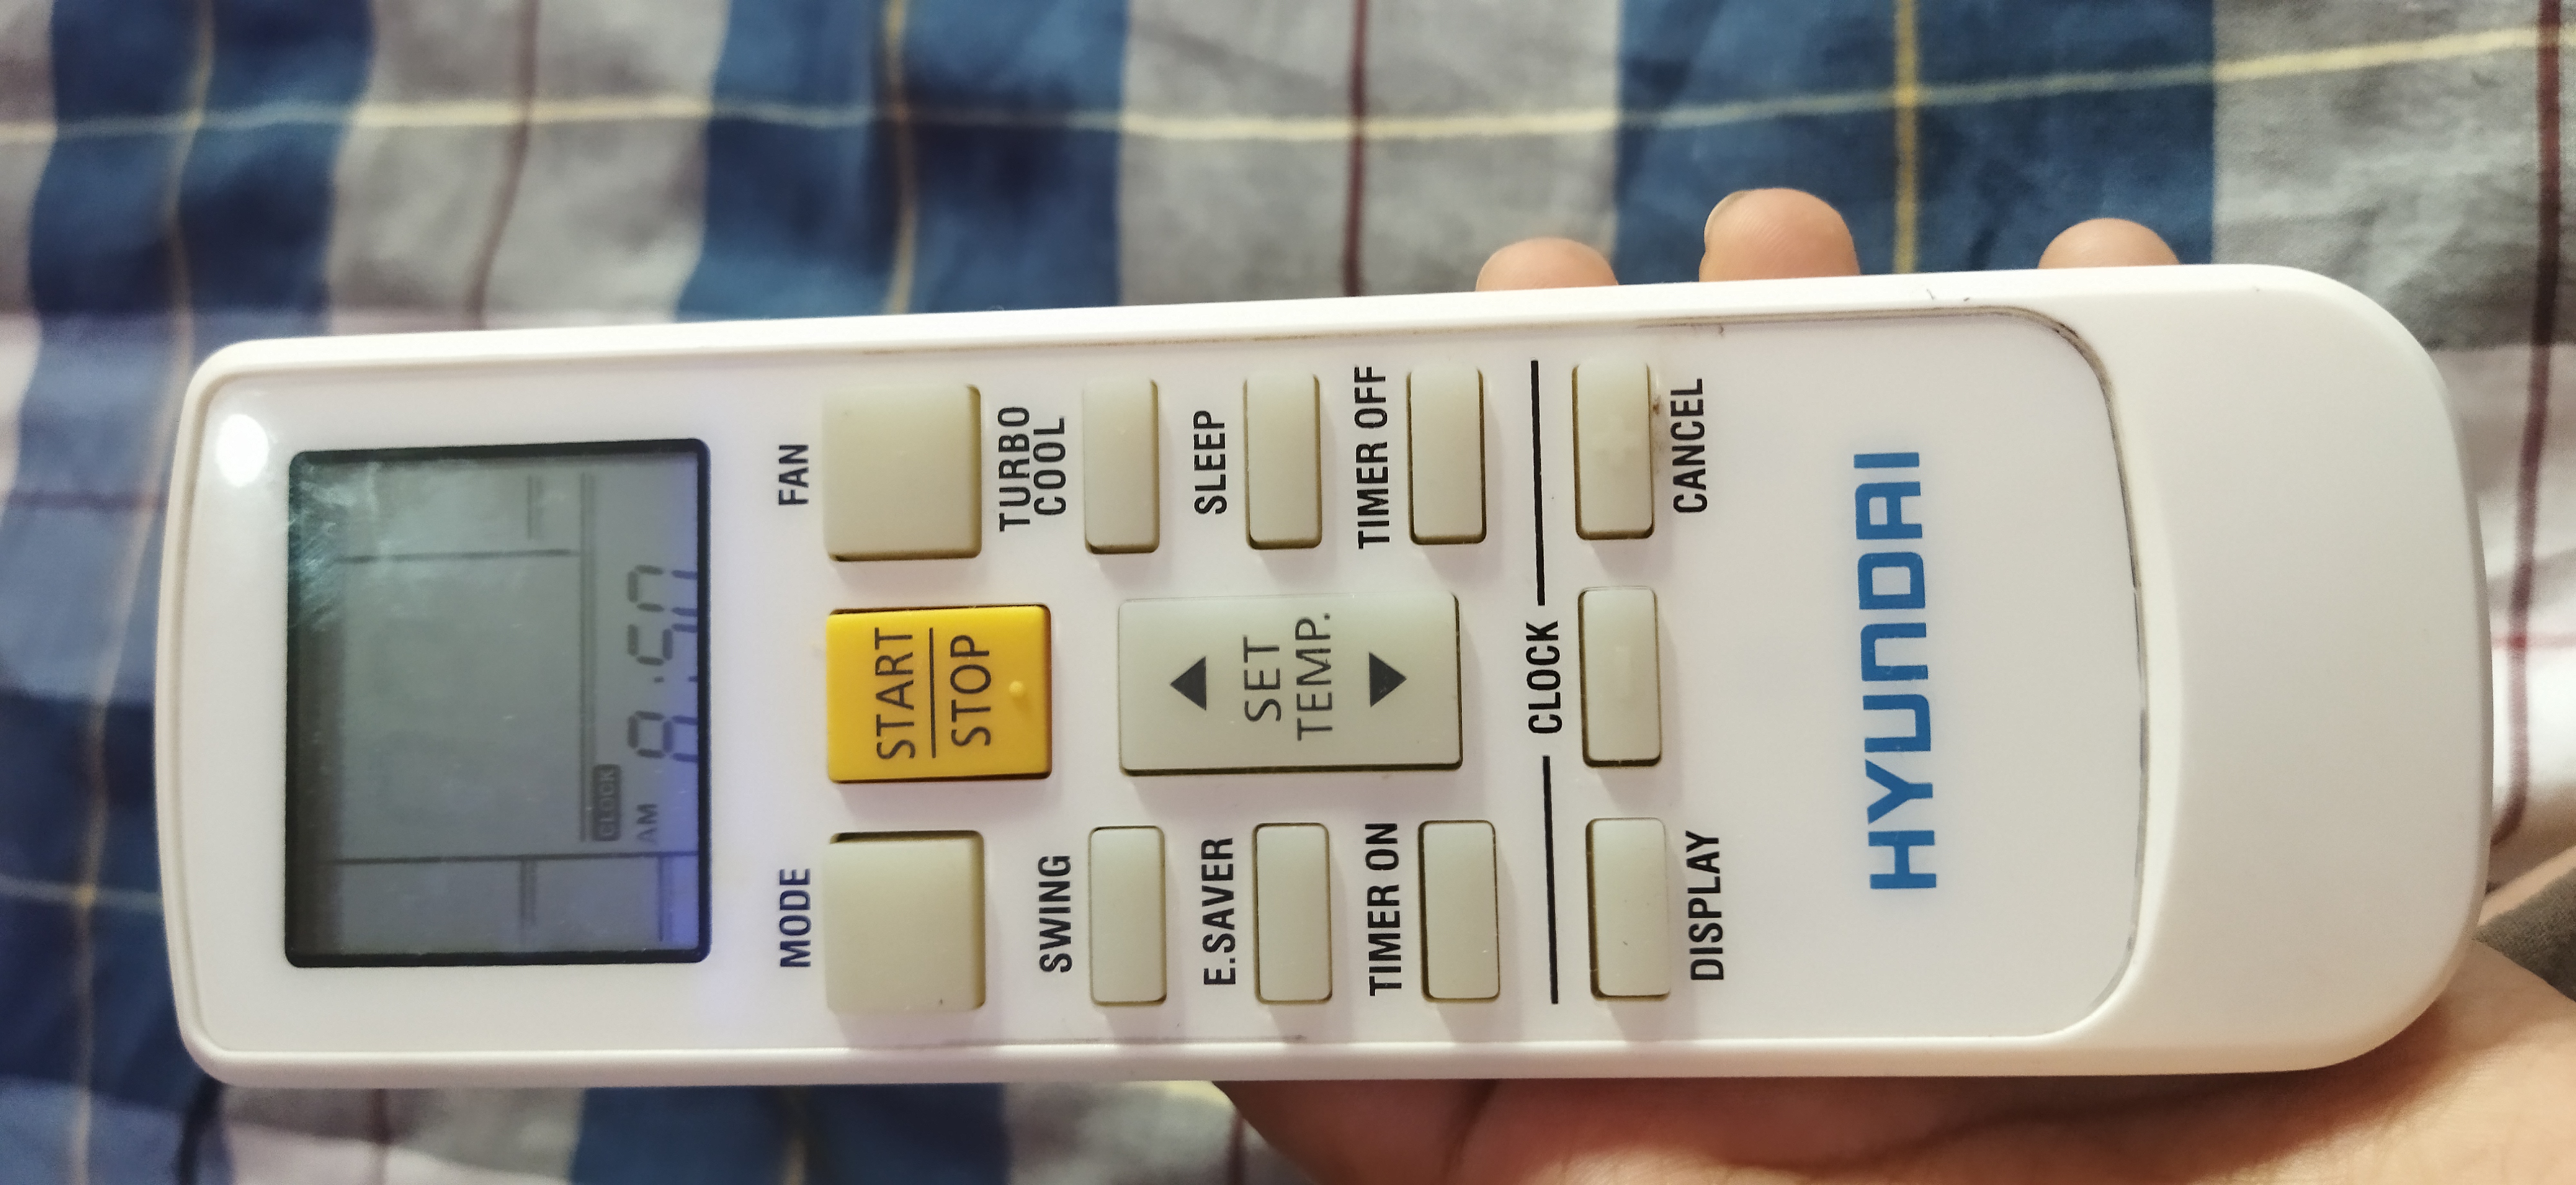 CLOCK
AM 8:50
MODE
START
STOP
FAN
SWING
TURBO
COOL
E.SAVER
SET
TEMP.
SLEEP
TIMER ON
TIMER OFF
CLOCK
DISPLAY
CANCEL
HYUNDAI